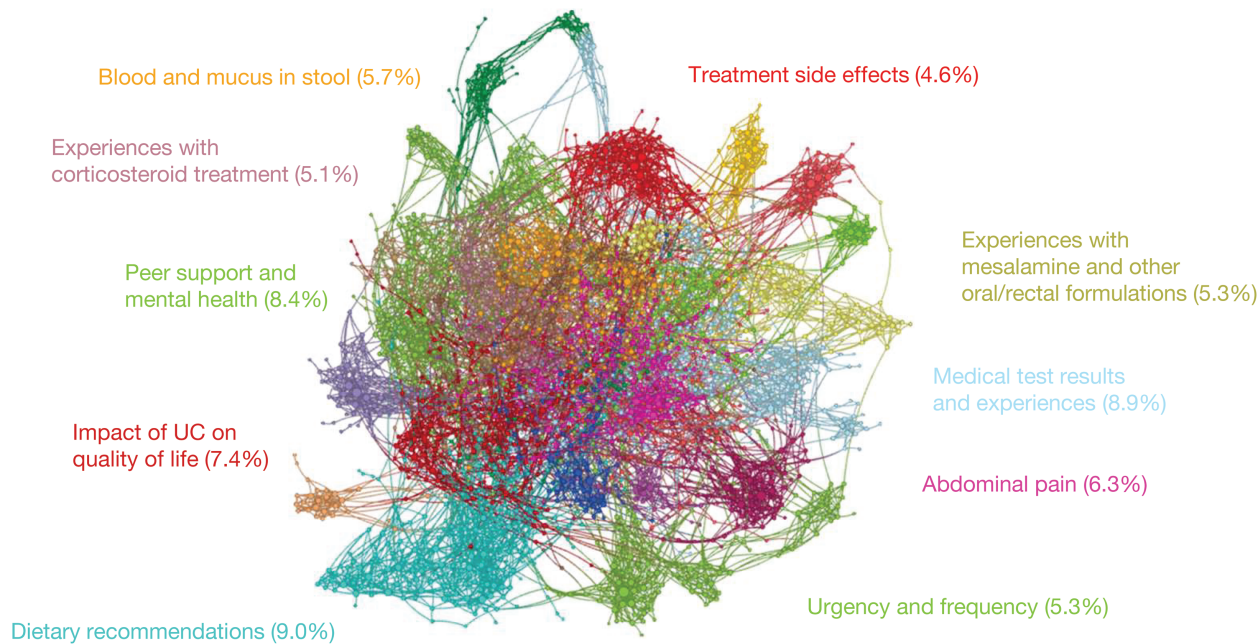 Blood and mucus in stool (5.7%)
Treatment side effects (4.6%)
Experiences with
corticosteroid treatment (5.1%)
Experiences with
mesalamine and other
oral/rectal formulations (5.3%)
Peer support and
mental health (8.4%)
Medical test results
and experiences (8.9%)
Impact of UC on
quality of life (7.4%)
Abdominal pain (6.3%)
Urgency and frequency (5.3%)
Dietary recommendations (9.0%)